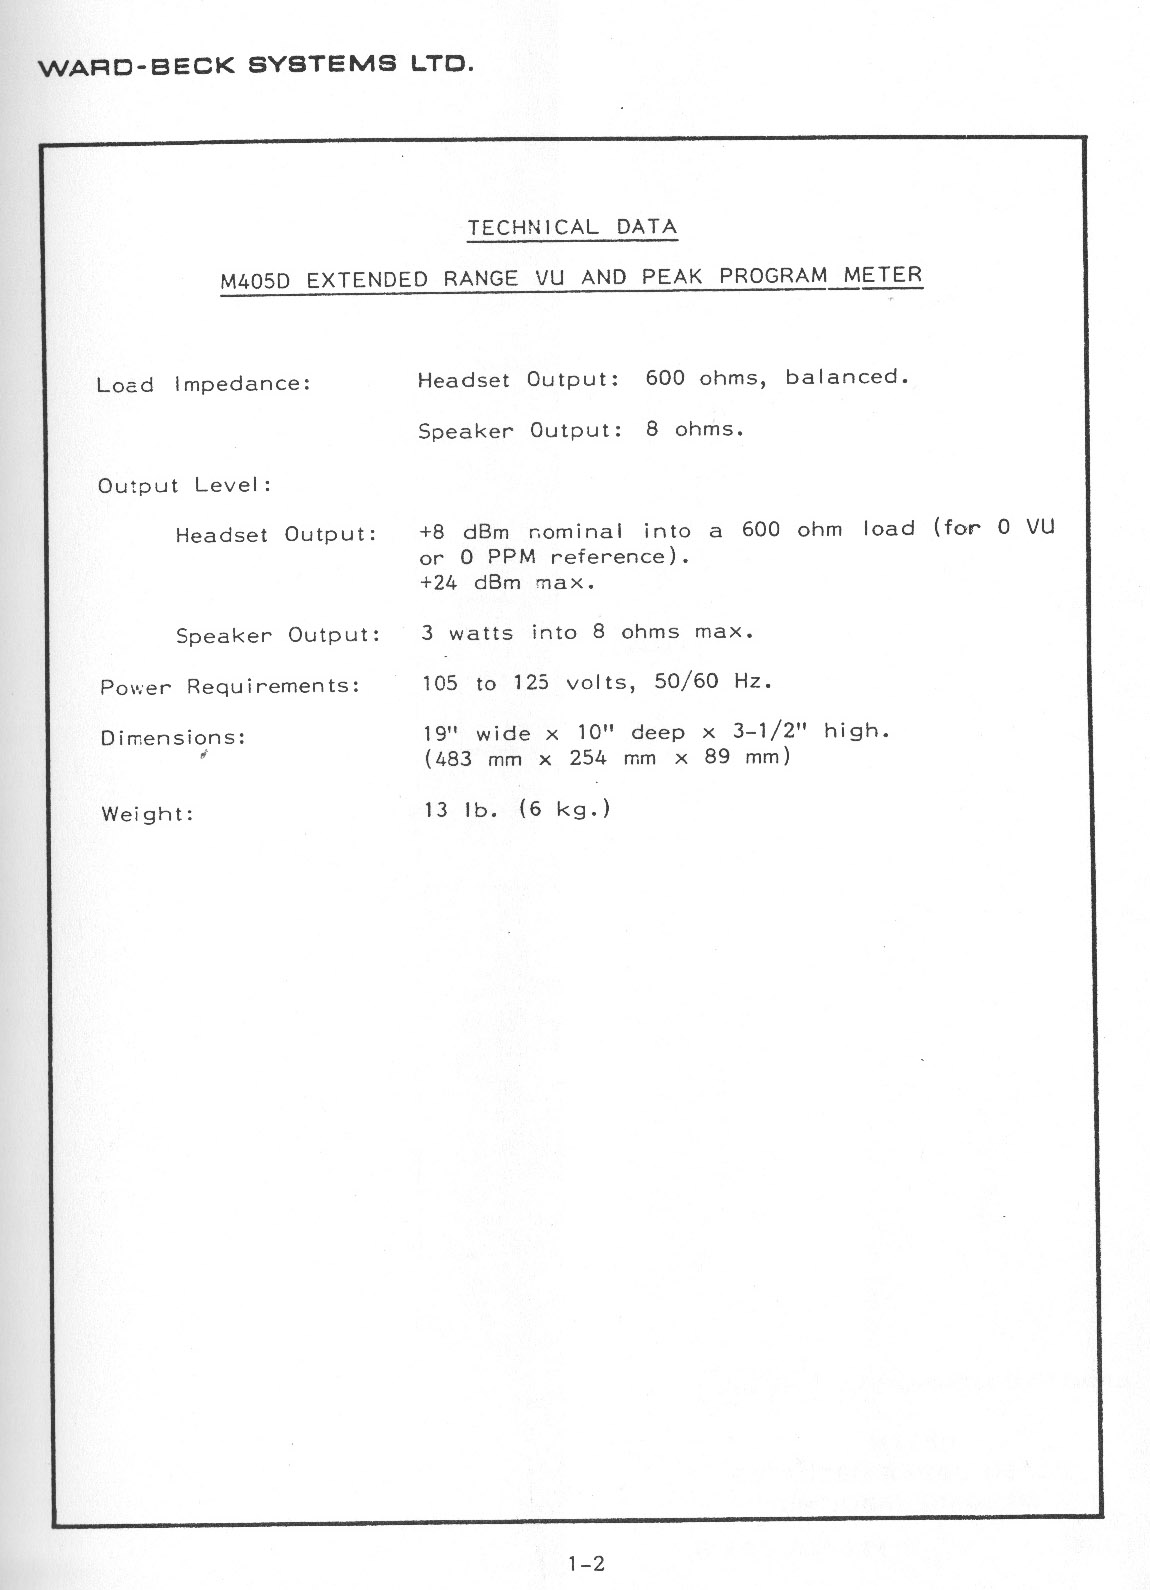 WARD-BECK SYSTEMS LTD.
TECHNICAL DATA
M405D EXTENDED RANGE VU AND PEAK PROGRAM METER
Load Impedance: Headset Output: 600 ohms, balanced.
Speaker Output: 8 ohms.
Output Level:
Headset Output: +8 dBm nominal into a 600 ohm load (for 0 VU
or 0 PPM reference).
+24 dBm max.
Speaker Output: 3 watts into 8 ohms max.
Power Requirements: 105 to 125 volts, 50/60 Hz.
Dimensions: 19" wide x 10" deep x 3-1/2" high.
(483 mm x 254 mm x 89 mm)
Weight: 13 lb. (6 kg.)
1-2